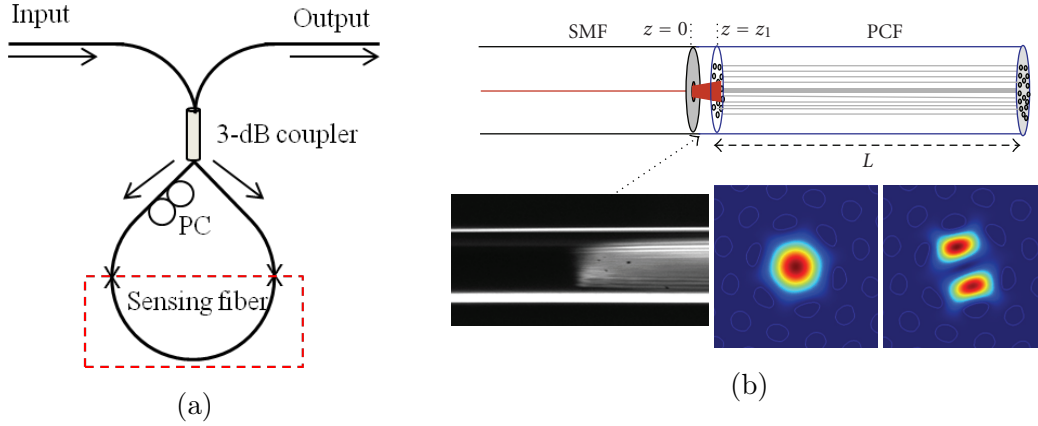 Input
Output
3-dB coupler
PC
Sensing fiber
(a)
SMF
z = 0
z = z₁
PCF
L
(b)